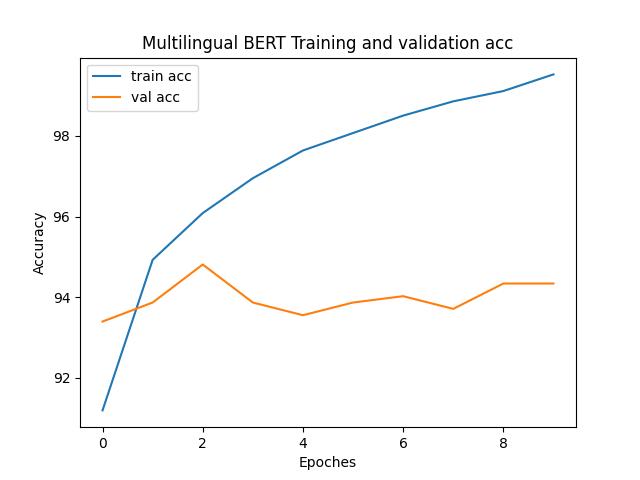 Multilingual BERT Training and validation acc
train acc
val acc
98
96
94
92
Accuracy
0 2 4 6 8
Epoches